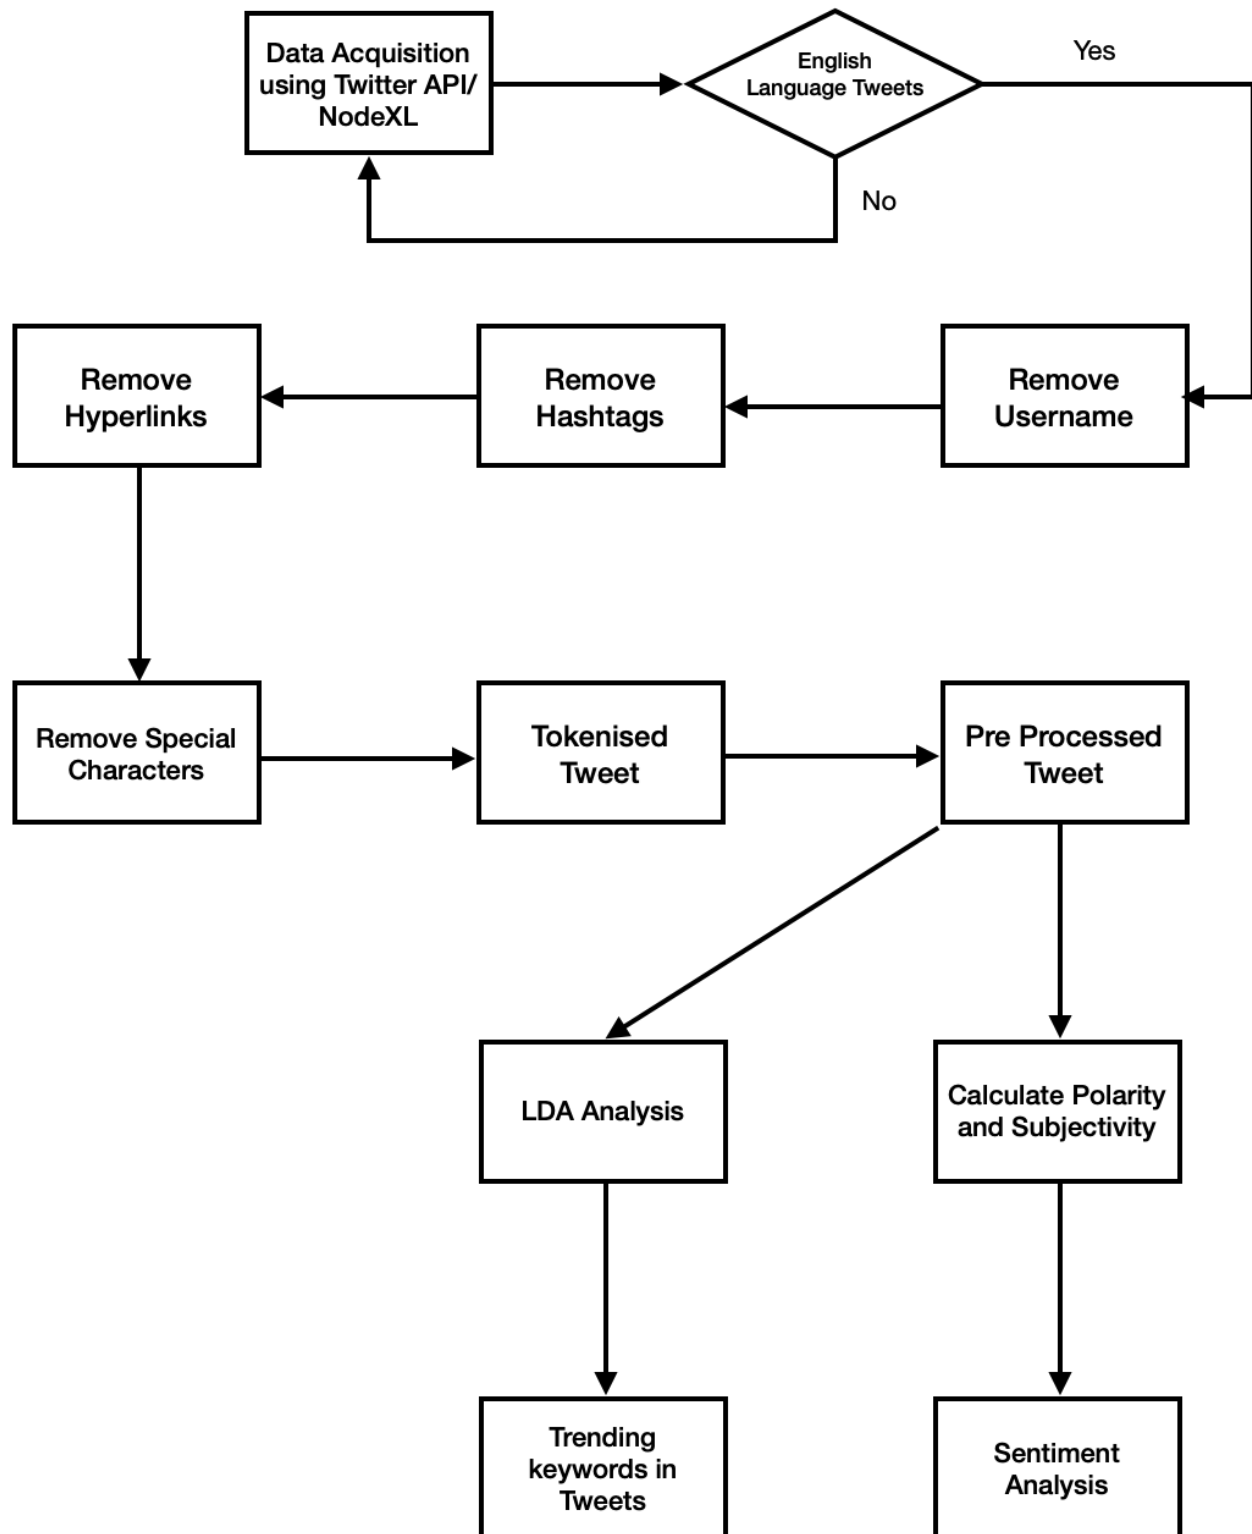 Data Acquisition
using Twitter API/
NodeXL
English
Language Tweets
Yes
No
Remove
Hyperlinks
Remove
Hashtags
Remove
Username
Remove Special
Characters
Tokenised
Tweet
Pre Processed
Tweet
LDA Analysis
Calculate Polarity
and Subjectivity
Trending
keywords in
Tweets
Sentiment
Analysis